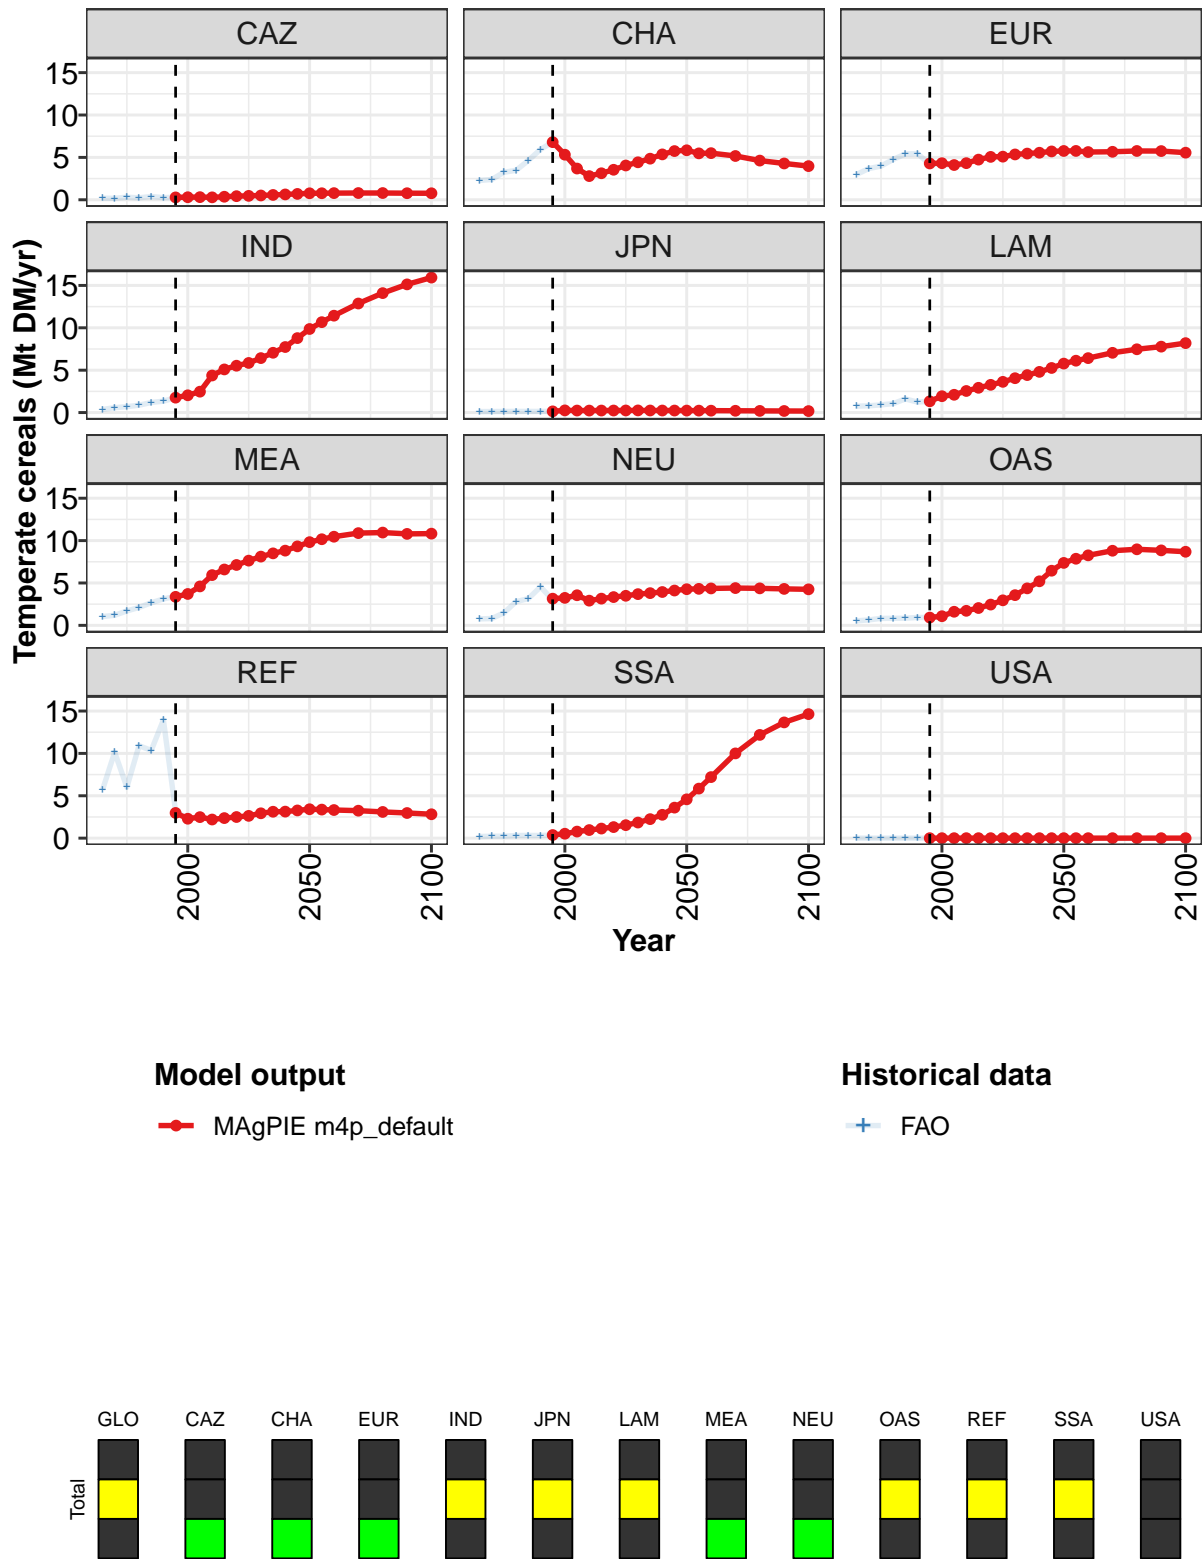 CAZ CHA EUR
15
10
5
0
IND JPN LAM
15
10
5
0
MEA NEU OAS
15
10
5
0
REF SSA USA
15
10
5
0
2000 2050 2100 2000 2050 2100 2000 2050 2100
Temperate cereals (Mt DM/yr)
Year
Model output Historical data
MAgPIE m4p_default FAO
GLO CAZ CHA EUR IND JPN LAM MEA NEU OAS REF SSA USA
Total